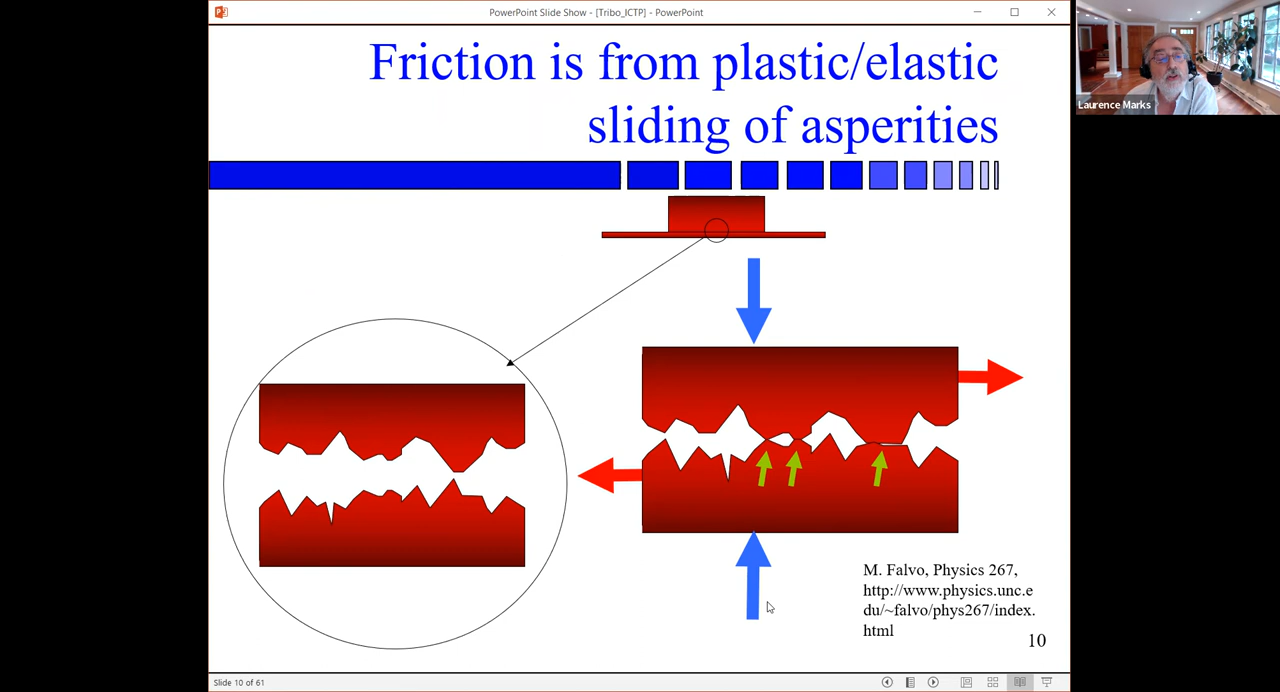 PowerPoint Slide Show - [Tribo_ICTP] - PowerPoint
Friction is from plastic/elastic
sliding of asperities
Laurence Marks
M. Falvo, Physics 267,
http://www.physics.unc.e
du/~falvo/phys267/index.
html
10
Slide 10 of 61